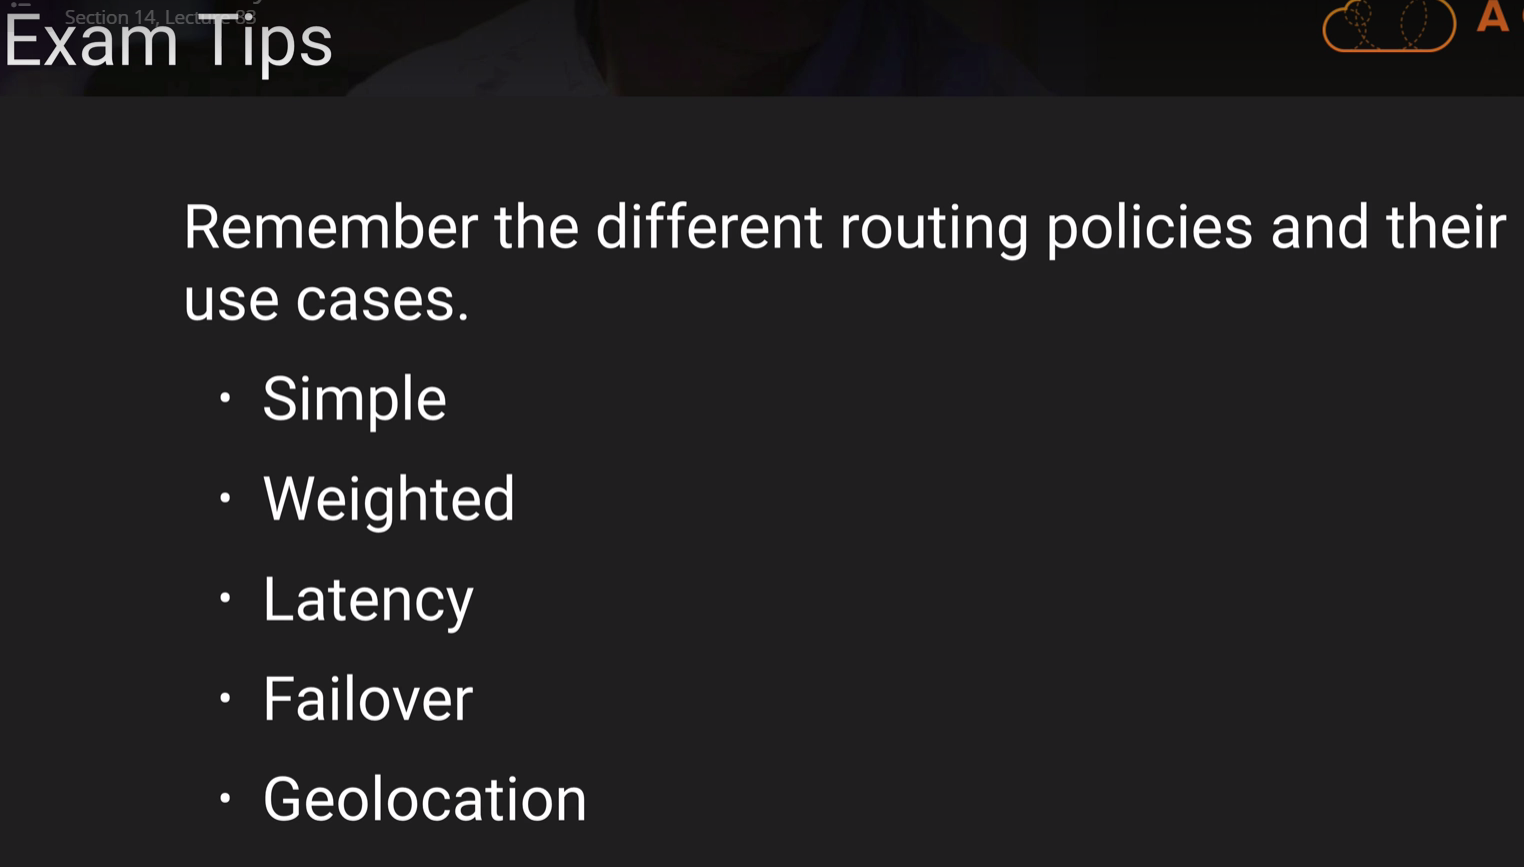 Section 14, Lecture 83
Exam Tips
A
Remember the different routing policies and their
use cases.
• Simple
• Weighted
• Latency
• Failover
• Geolocation